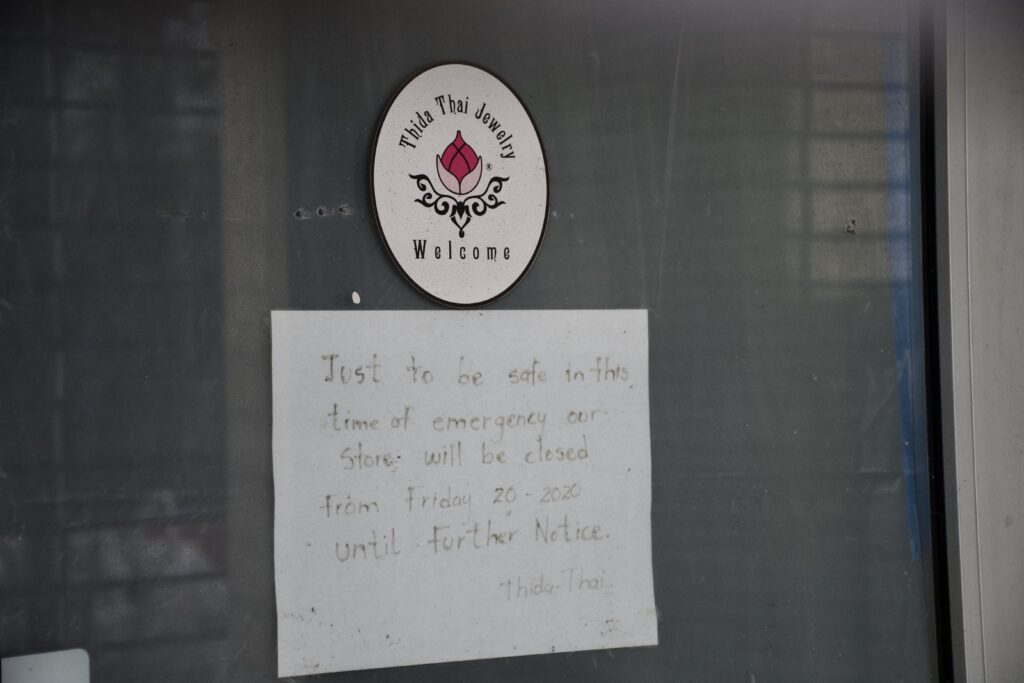 Thida Thai Jewelry
®
Welcome
Just to be safe in this
time of emergency our
Store will be closed
from Friday 20 - 2020
until further Notice.
Thida-Thai.